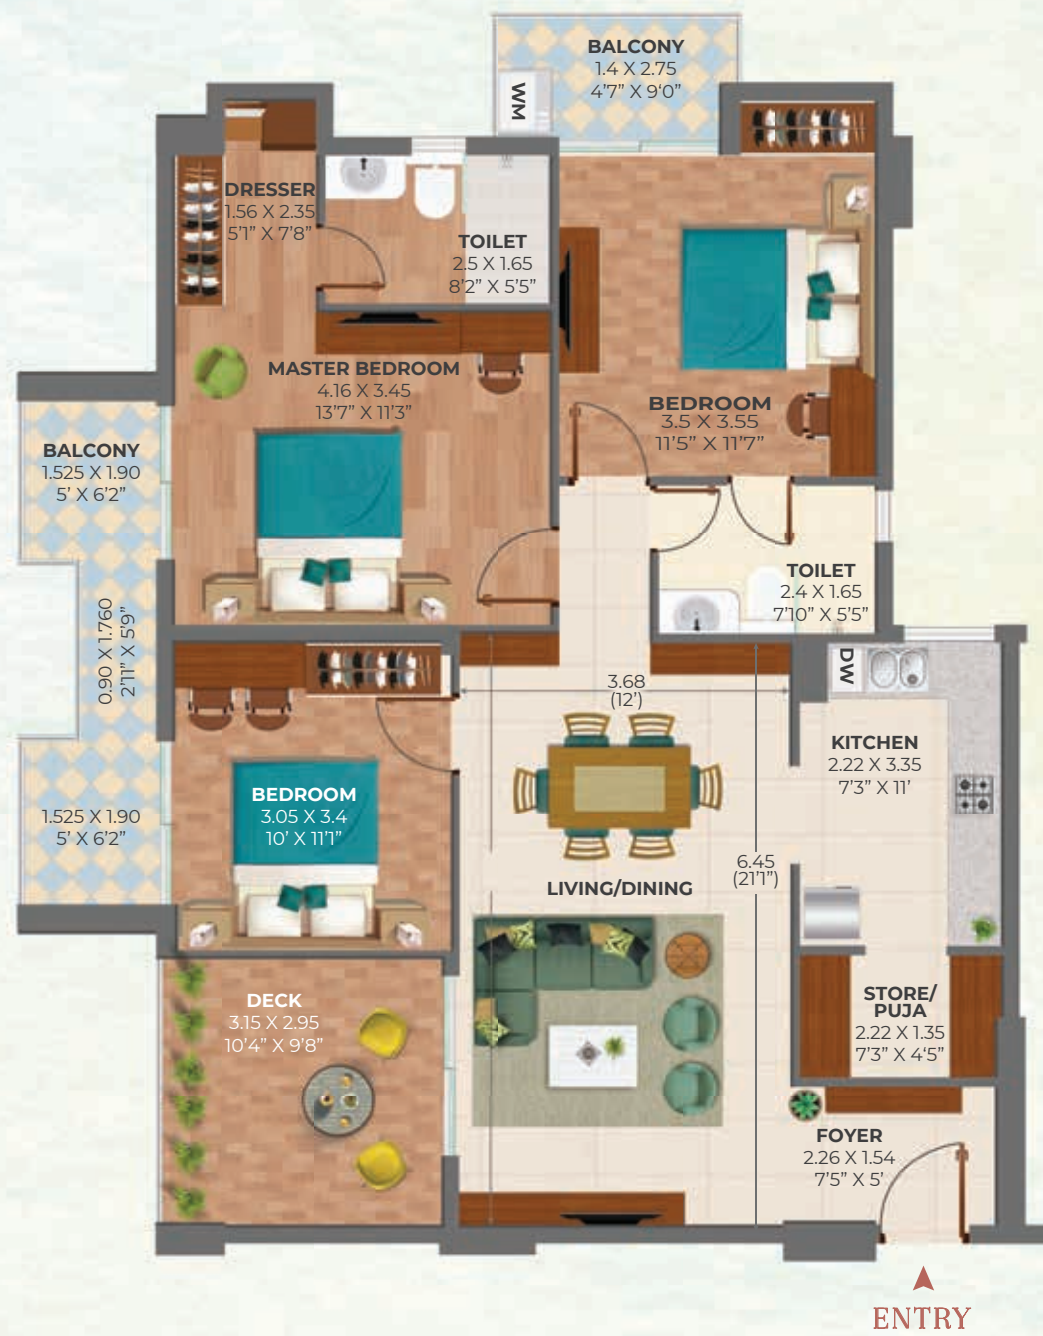 BALCONY
1.4 X 2.75
4'7" X 9'0"
WM
DRESSER
1.56 X 2.35
5'1" X 7'8"
TOILET
2.5 X 1.65
8'2" X 5'5"
MASTER BEDROOM
4.16 X 3.45
13'7" X 11'3"
BEDROOM
3.5 X 3.55
11'5" X 11'7"
BALCONY
1.525 X 1.90
5' X 6'2"
TOILET
2.4 X 1.65
7'10" X 5'5"
0.90 X 1.760
2'11" X 5'9"
DW
3.68
(12')
KITCHEN
2.22 X 3.35
7'3" X 11'
BEDROOM
3.05 X 3.4
10' X 11'1"
1.525 X 1.90
5' X 6'2"
6.45
(21'1")
LIVING/DINING
DECK
3.15 X 2.95
10'4" X 9'8"
STORE/
PUJA
2.22 X 1.35
7'3" X 4'5"
FOYER
2.26 X 1.54
7'5" X 5'
ENTRY